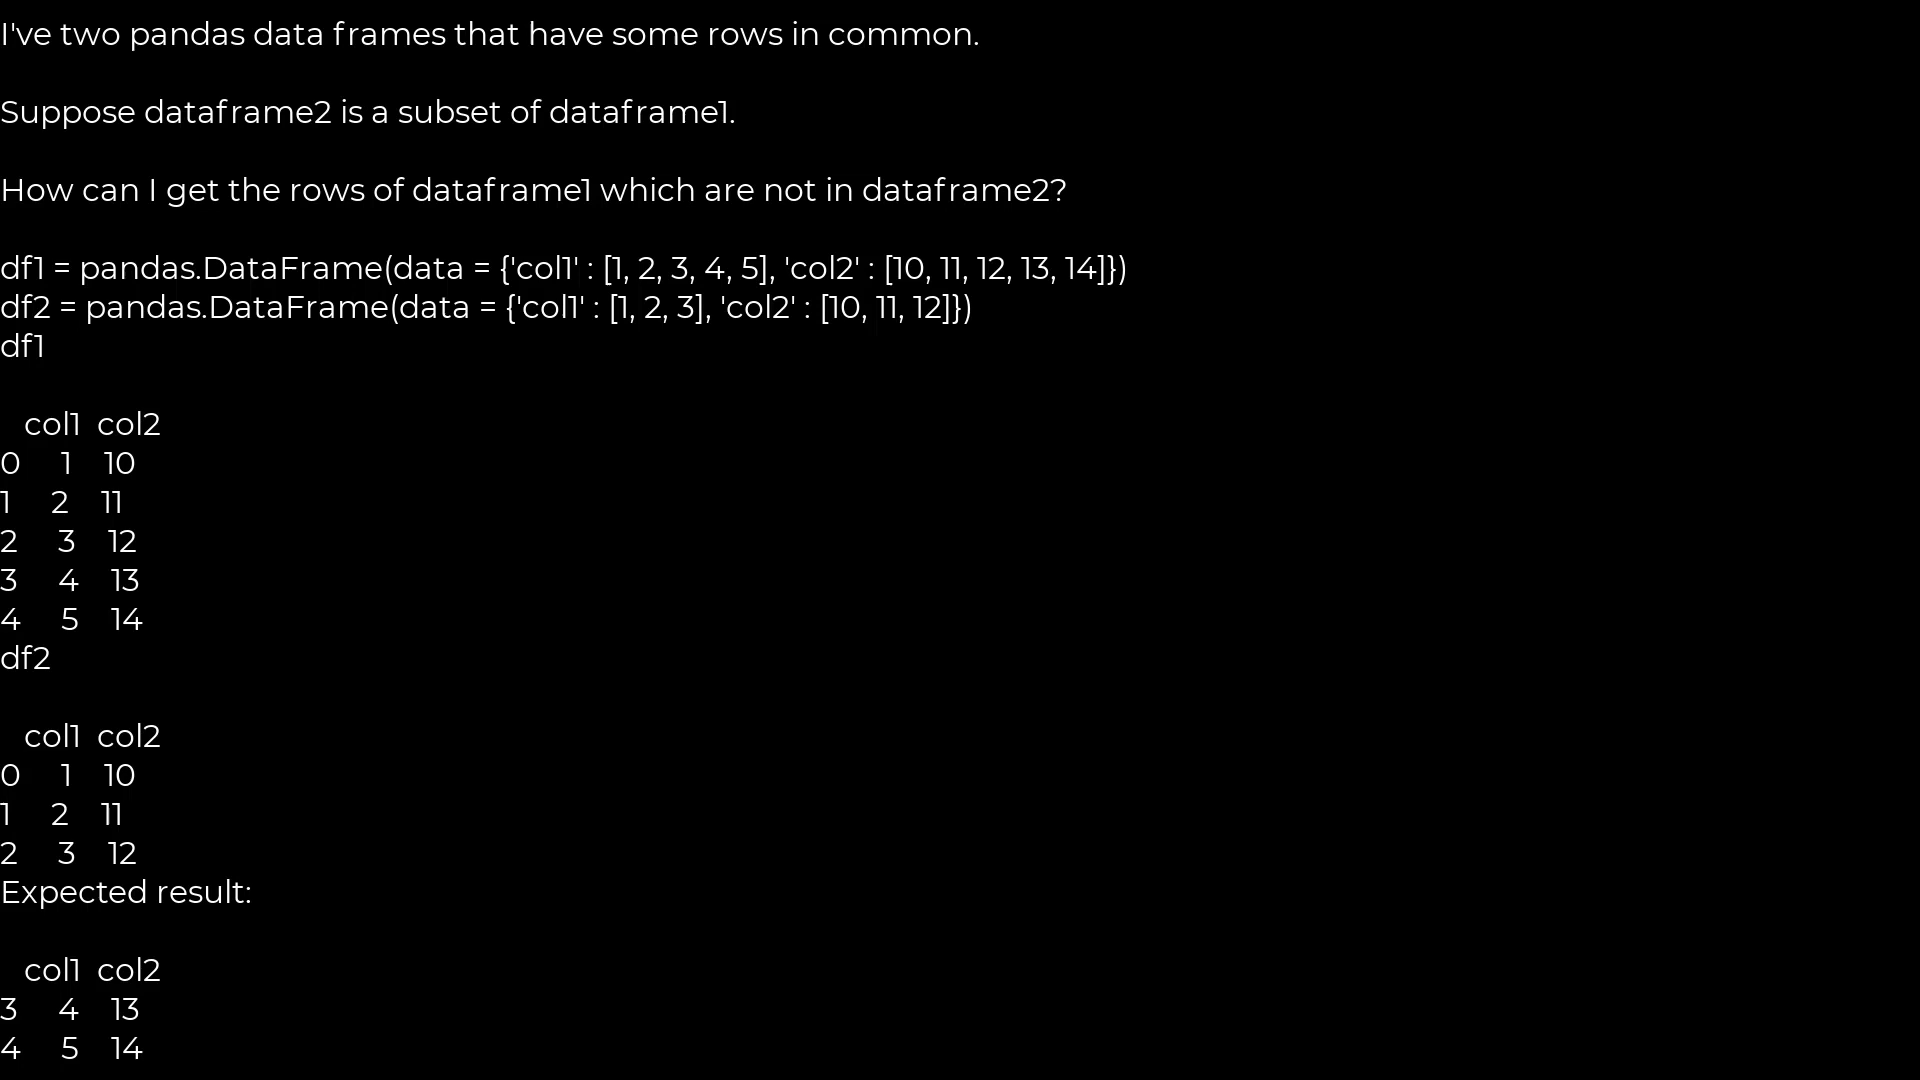 I've two pandas data frames that have some rows in common.
Suppose dataframe2 is a subset of dataframe1.
How can I get the rows of dataframe1 which are not in dataframe2?
df1 = pandas.DataFrame(data = {'col1' : [1, 2, 3, 4, 5], 'col2' : [10, 11, 12, 13, 14]})
df2 = pandas.DataFrame(data = {'col1' : [1, 2, 3], 'col2' : [10, 11, 12]})
df1
col1 col2
0 1 10
1 2 11
2 3 12
3 4 13
4 5 14
df2
col1 col2
0 1 10
1 2 11
2 3 12
Expected result:
col1 col2
3 4 13
4 5 14